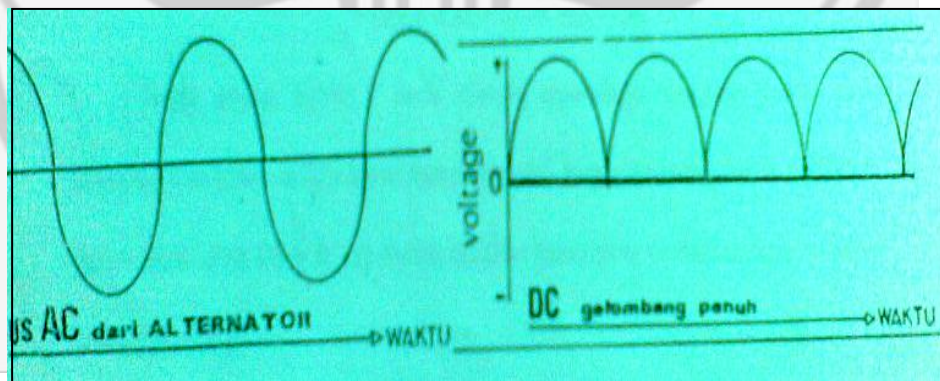 us AC dari ALTERNATOR
WAKTU
+
voltage
0
-
DC gelombang penuh
WAKTU